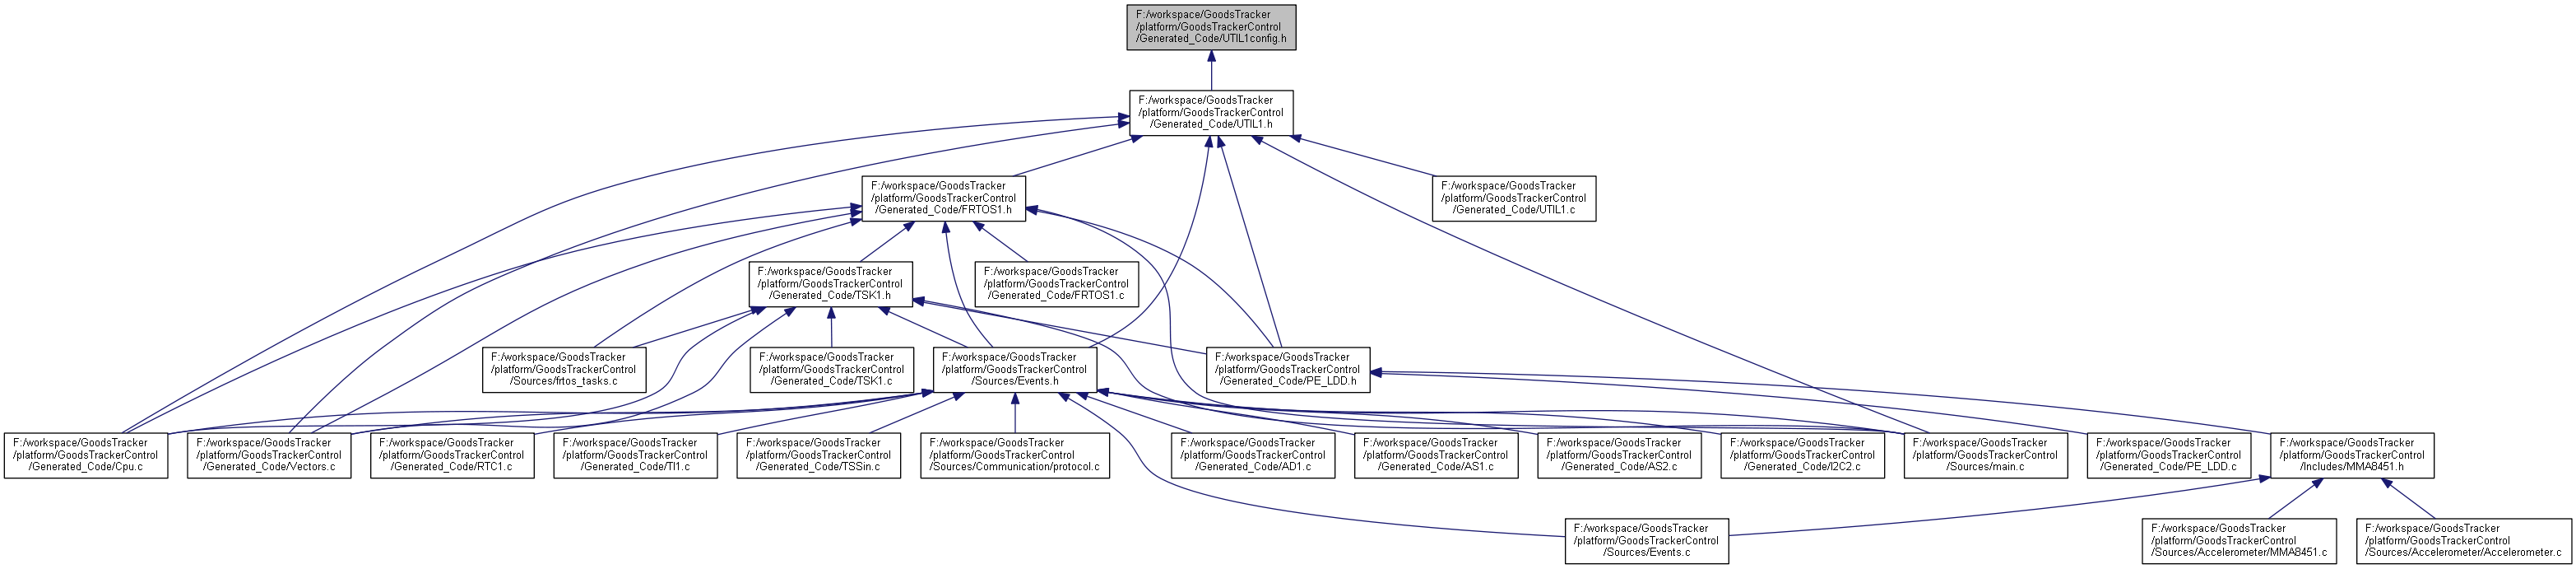 F:/workspace/GoodsTracker
/platform/GoodsTrackerControl
/Generated_Code/UTIL1config.h
F:/workspace/GoodsTracker
/platform/GoodsTrackerControl
/Generated_Code/UTIL1.h
F:/workspace/GoodsTracker
/platform/GoodsTrackerControl
/Generated_Code/FRTOS1.h
F:/workspace/GoodsTracker
/platform/GoodsTrackerControl
/Generated_Code/UTIL1.c
F:/workspace/GoodsTracker
/platform/GoodsTrackerControl
/Generated_Code/TSK1.h
F:/workspace/GoodsTracker
/platform/GoodsTrackerControl
/Generated_Code/FRTOS1.c
F:/workspace/GoodsTracker
/platform/GoodsTrackerControl
/Sources/frtos_tasks.c
F:/workspace/GoodsTracker
/platform/GoodsTrackerControl
/Generated_Code/TSK1.c
F:/workspace/GoodsTracker
/platform/GoodsTrackerControl
/Sources/Events.h
F:/workspace/GoodsTracker
/platform/GoodsTrackerControl
/Generated_Code/PE_LDD.h
F:/workspace/GoodsTracker
/platform/GoodsTrackerControl
/Generated_Code/Cpu.c
F:/workspace/GoodsTracker
/platform/GoodsTrackerControl
/Generated_Code/Vectors.c
F:/workspace/GoodsTracker
/platform/GoodsTrackerControl
/Generated_Code/RTC1.c
F:/workspace/GoodsTracker
/platform/GoodsTrackerControl
/Generated_Code/TI1.c
F:/workspace/GoodsTracker
/platform/GoodsTrackerControl
/Generated_Code/TSSin.c
F:/workspace/GoodsTracker
/platform/GoodsTrackerControl
/Sources/Communication/protocol.c
F:/workspace/GoodsTracker
/platform/GoodsTrackerControl
/Generated_Code/AD1.c
F:/workspace/GoodsTracker
/platform/GoodsTrackerControl
/Generated_Code/AS1.c
F:/workspace/GoodsTracker
/platform/GoodsTrackerControl
/Generated_Code/AS2.c
F:/workspace/GoodsTracker
/platform/GoodsTrackerControl
/Generated_Code/I2C2.c
F:/workspace/GoodsTracker
/platform/GoodsTrackerControl
/Sources/main.c
F:/workspace/GoodsTracker
/platform/GoodsTrackerControl
/Generated_Code/PE_LDD.c
F:/workspace/GoodsTracker
/platform/GoodsTrackerControl
/Includes/MMA8451.h
F:/workspace/GoodsTracker
/platform/GoodsTrackerControl
/Sources/Events.c
F:/workspace/GoodsTracker
/platform/GoodsTrackerControl
/Sources/Accelerometer/MMA8451.c
F:/workspace/GoodsTracker
/platform/GoodsTrackerControl
/Sources/Accelerometer/Accelerometer.c